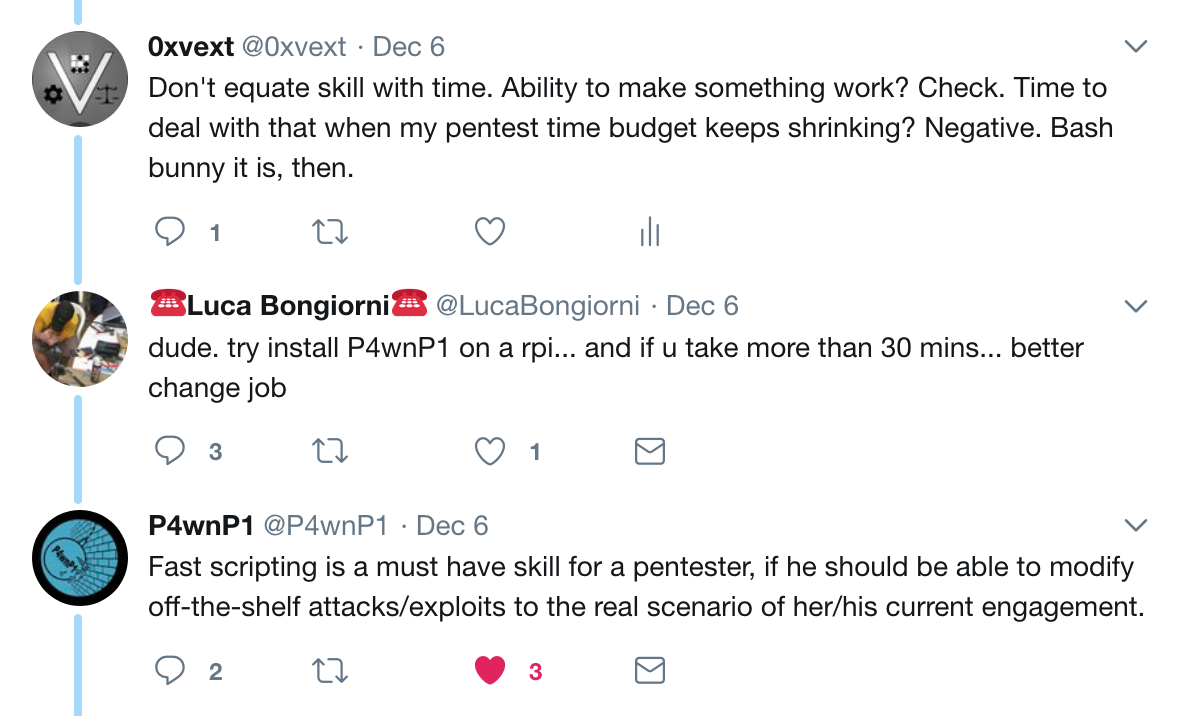 0xvext @0xvext · Dec 6
Don't equate skill with time. Ability to make something work? Check. Time to
deal with that when my pentest time budget keeps shrinking? Negative. Bash
bunny it is, then.
1
☎️Luca Bongiorni☎️ @LucaBongiorni · Dec 6
dude. try install P4wnP1 on a rpi... and if u take more than 30 mins... better
change job
3 1
P4wnP1 @P4wnP1 · Dec 6
P4wnP1
Fast scripting is a must have skill for a pentester, if he should be able to modify
off-the-shelf attacks/exploits to the real scenario of her/his current engagement.
2 3